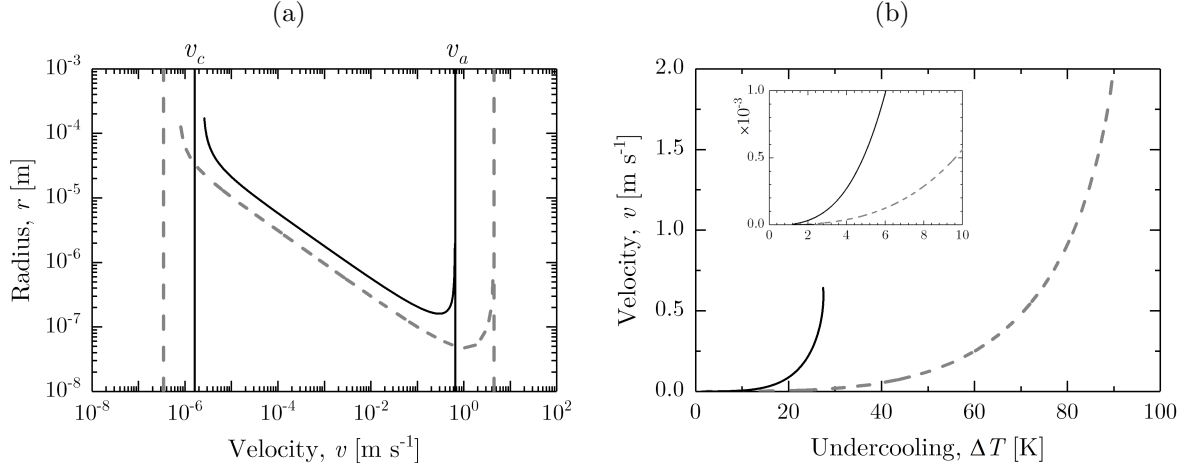 (a)
v_c v_a
10^-3
10^-4
10^-5
10^-6
10^-7
10^-8
Radius, r [m]
10^-8 10^-6 10^-4 10^-2 10^0 10^2
Velocity, v [m s^-1]
(b)
2.0
1.5
1.0
0.5
0.0
Velocity, v [m s^-1]
0 20 40 60 80 100
Undercooling, ΔT [K]
×10^-3
1.0
0.5
0.0
0 2 4 6 8 10